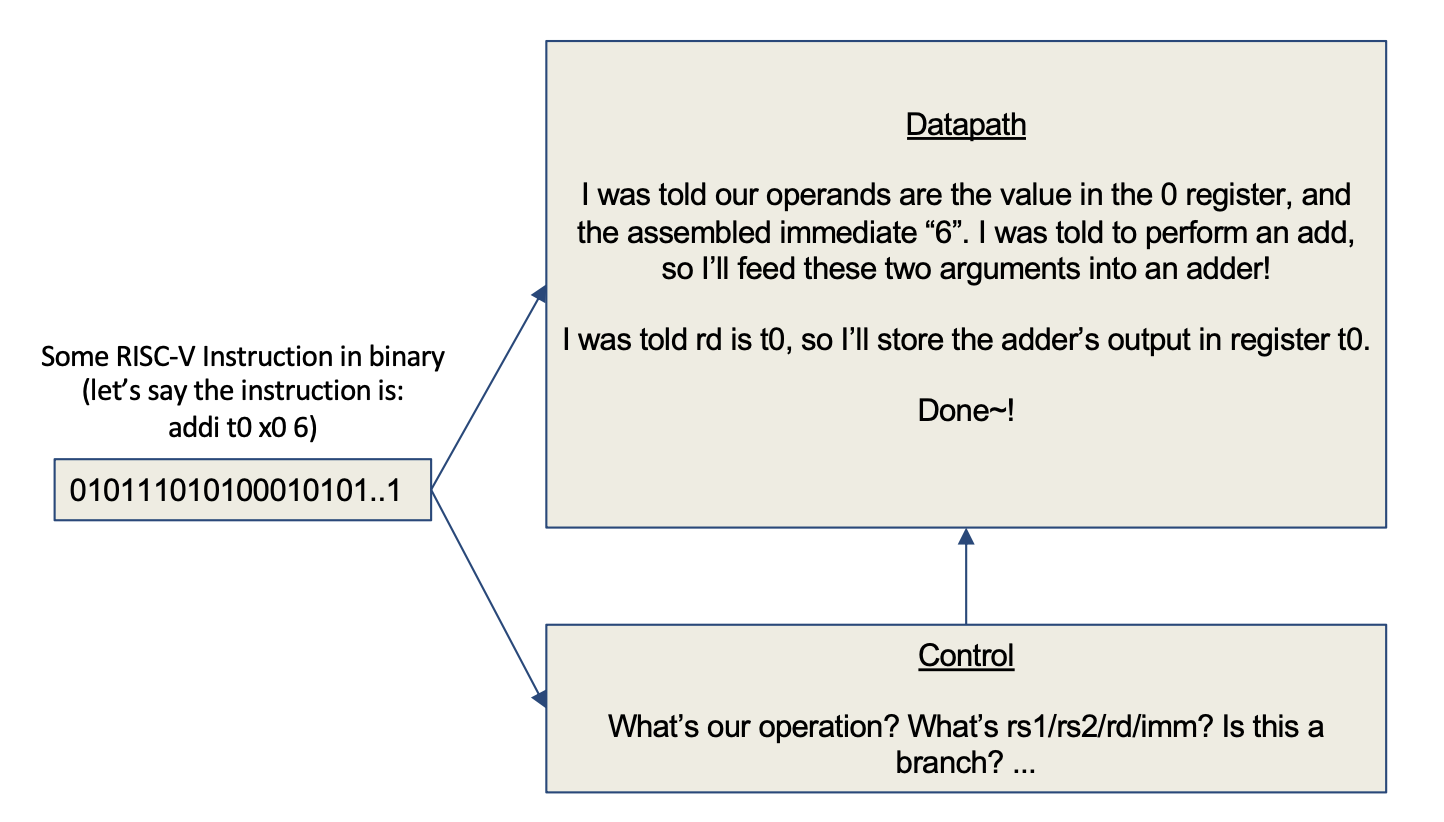 Some RISC-V Instruction in binary
(let’s say the instruction is:
addi t0 x0 6)
010111010100010101..1
Datapath
I was told our operands are the value in the 0 register, and
the assembled immediate “6”. I was told to perform an add,
so I’ll feed these two arguments into an adder!
I was told rd is t0, so I’ll store the adder’s output in register t0.
Done~!
Control
What’s our operation? What’s rs1/rs2/rd/imm? Is this a
branch? ...